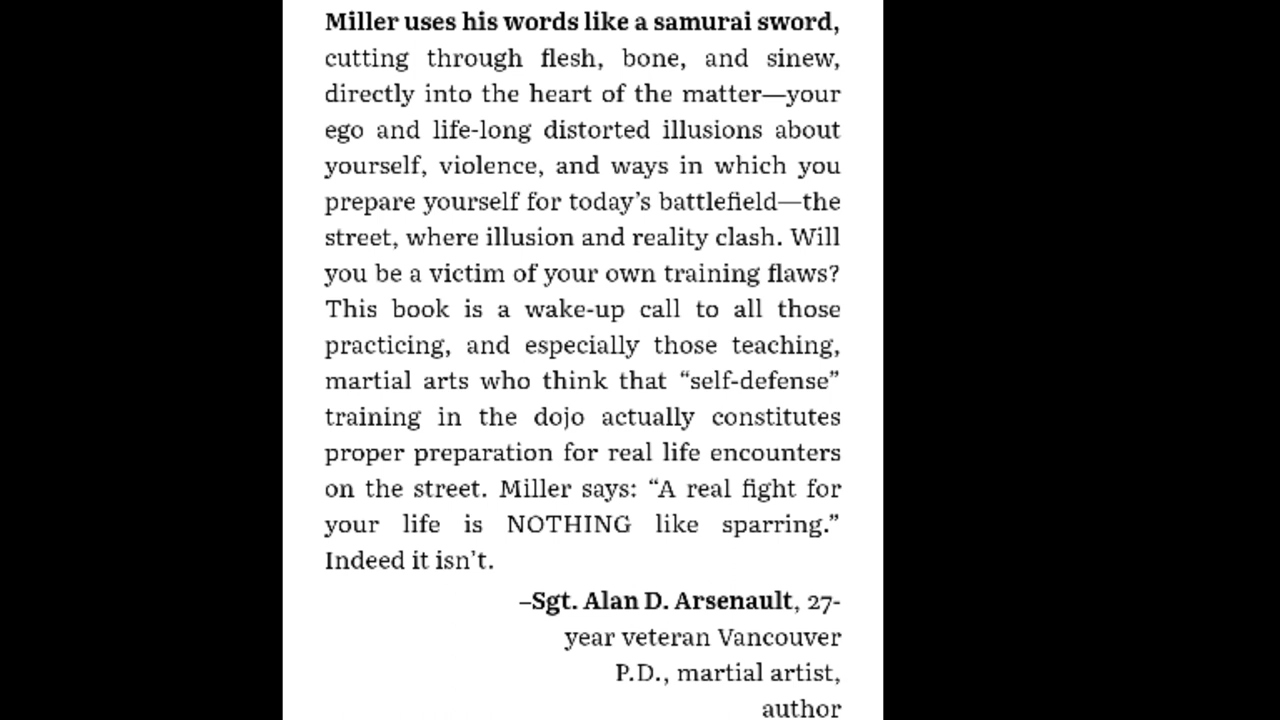 Miller uses his words like a samurai sword,
cutting through flesh, bone, and sinew,
directly into the heart of the matter—your
ego and life-long distorted illusions about
yourself, violence, and ways in which you
prepare yourself for today’s battlefield—the
street, where illusion and reality clash. Will
you be a victim of your own training flaws?
This book is a wake-up call to all those
practicing, and especially those teaching,
martial arts who think that “self-defense”
training in the dojo actually constitutes
proper preparation for real life encounters
on the street. Miller says: “A real fight for
your life is NOTHING like sparring.”
Indeed it isn’t.
–Sgt. Alan D. Arsenault, 27-
year veteran Vancouver
P.D., martial artist,
author